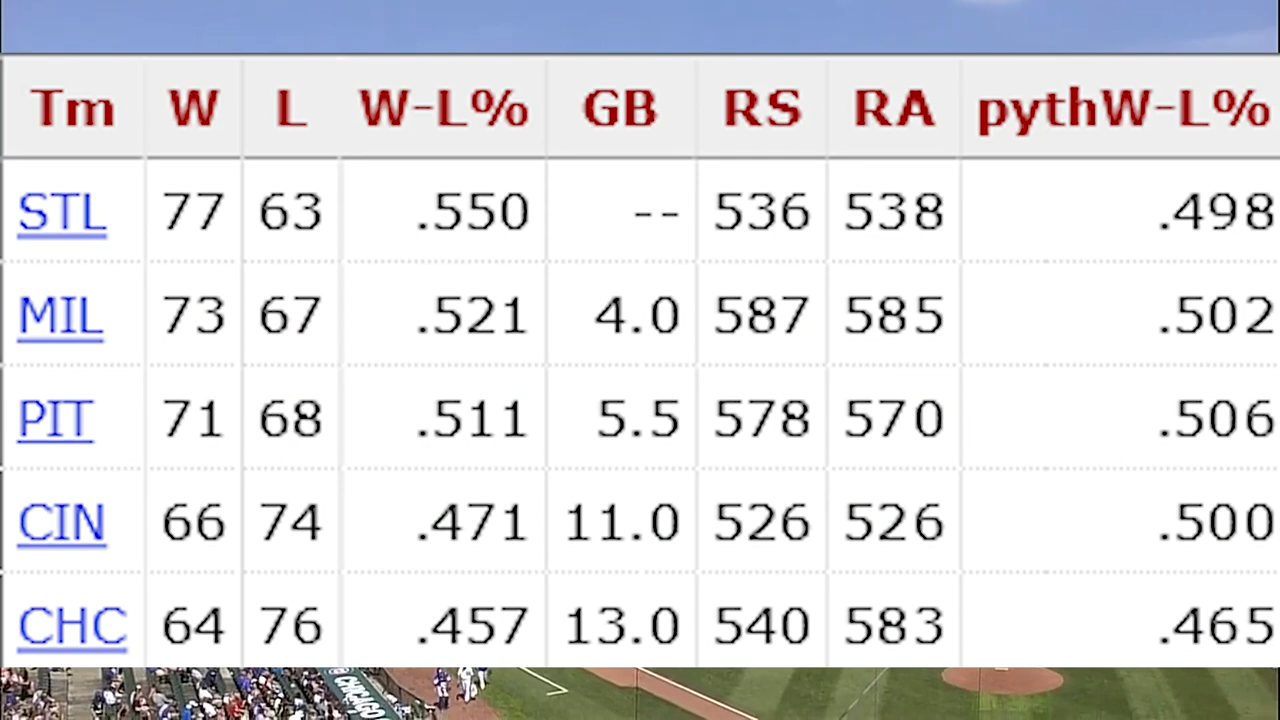 Tm W L W-L% GB RS RA pythW-L%
STL 77 63 .550 -- 536 538 .498
MIL 73 67 .521 4.0 587 585 .502
PIT 71 68 .511 5.5 578 570 .506
CIN 66 74 .471 11.0 526 526 .500
CHC 64 76 .457 13.0 540 583 .465
CHICAGO